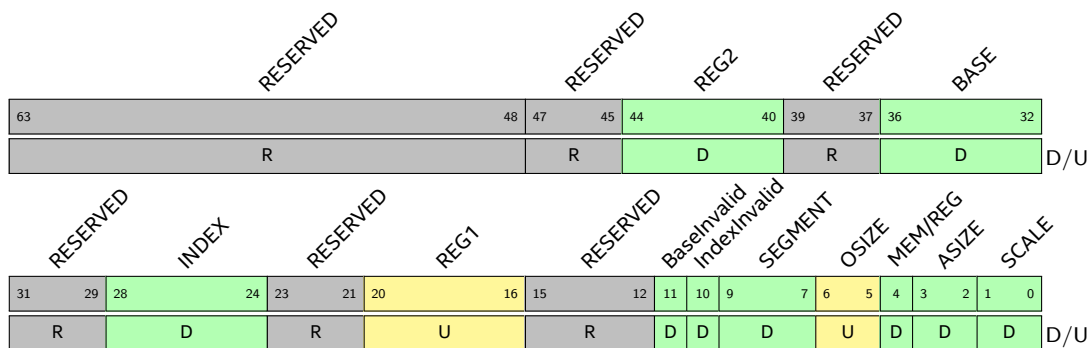 RESERVED RESERVED REG2 RESERVED BASE
63 48 47 45 44 40 39 37 36 32
R R D R D D/U
RESERVED INDEX RESERVED REG1 RESERVED BaseInvalid IndexInvalid SEGMENT OSIZE MEM/REG ASIZE SCALE
31 29 28 24 23 21 20 16 15 12 11 10 9 7 6 5 4 3 2 1 0
R D R U R D D D U D D D D/U